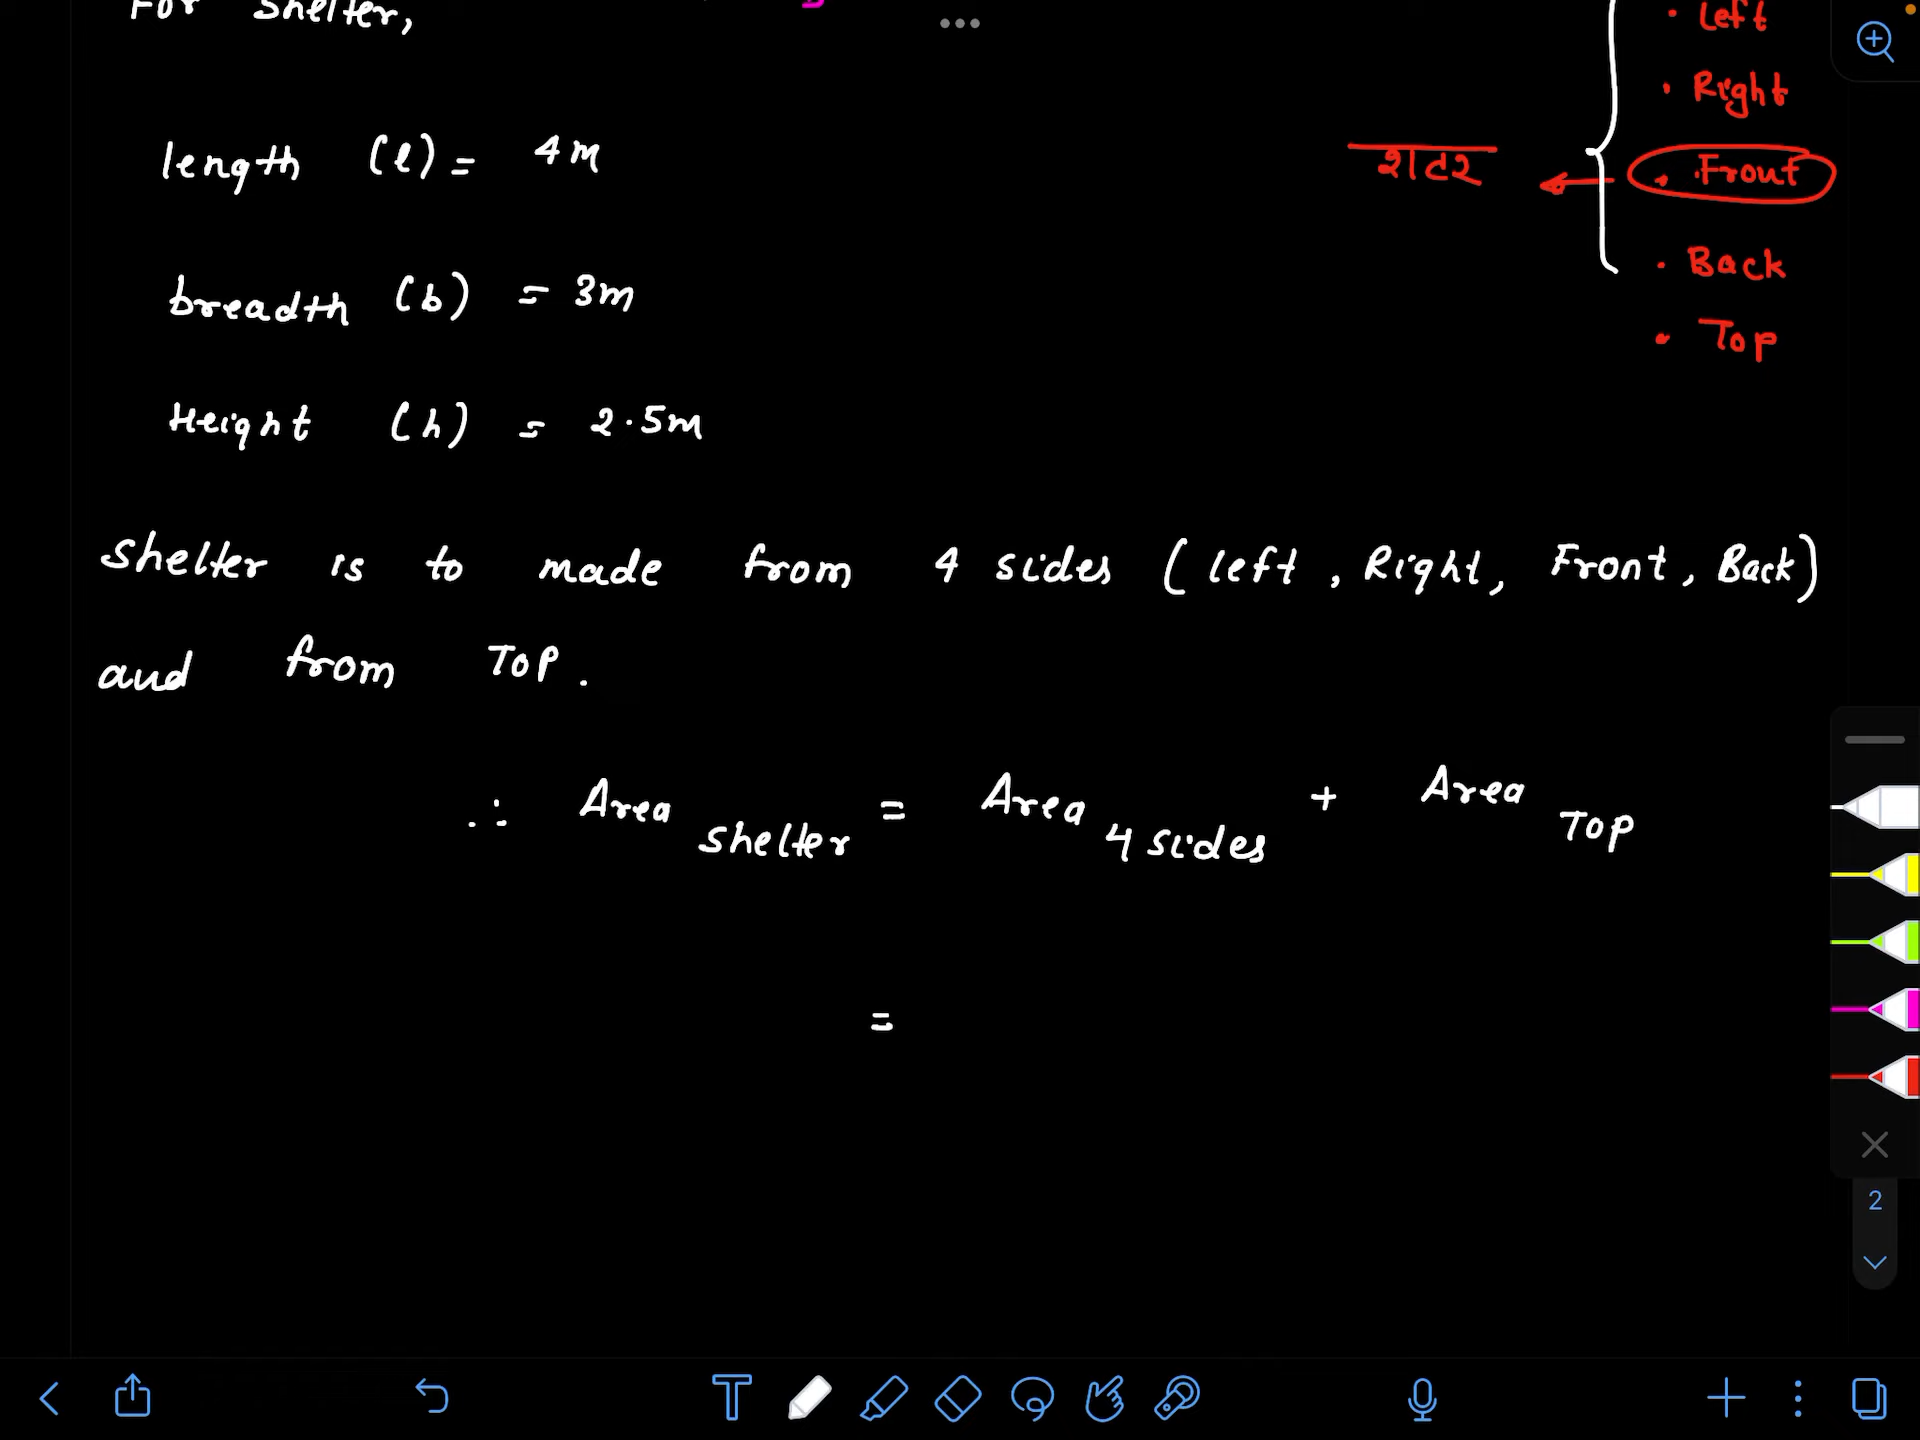 For Shelter,
• Left
• Right
length (l) = 4m
शटर
• Front
breadth (b) = 3m
• Back
• Top
Height (h) = 2.5m
Shelter is to made from 4 sides (left, Right, Front, Back)
and from Top.
∴ Area shelter = Area 4 sides + Area Top
=
2